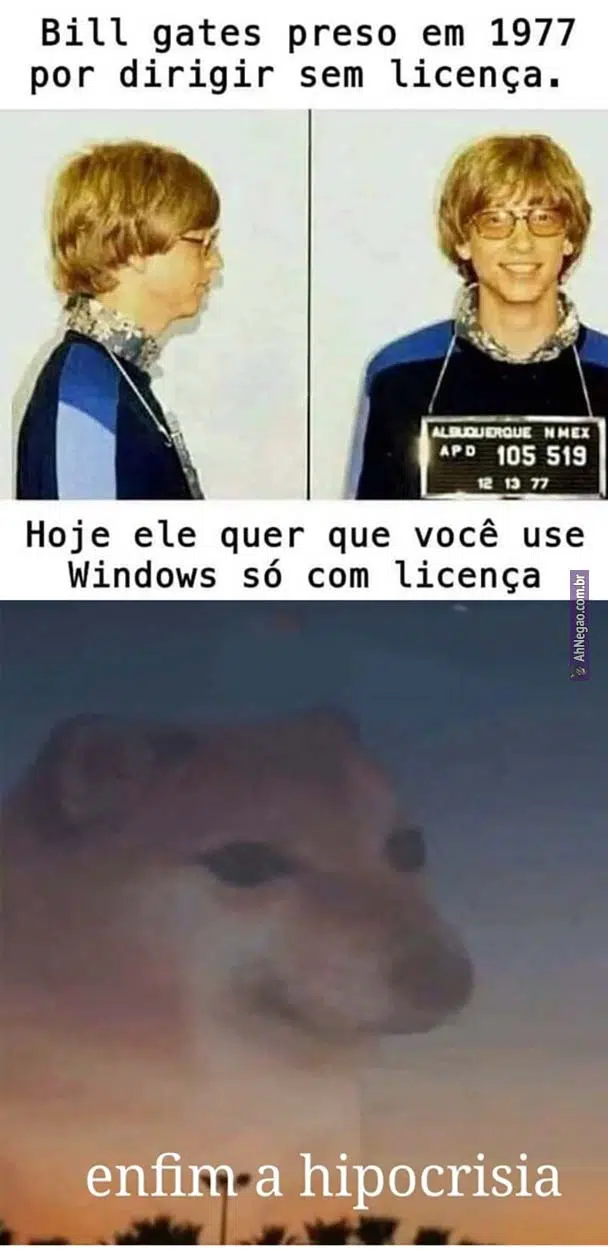 Bill gates preso em 1977
por dirigir sem licença.
ALBUQUERQUE N MEX
APD 105 519
12 13 77
Hoje ele quer que você use
Windows só com licença
AhNegao.com.br
enfim a hipocrisia